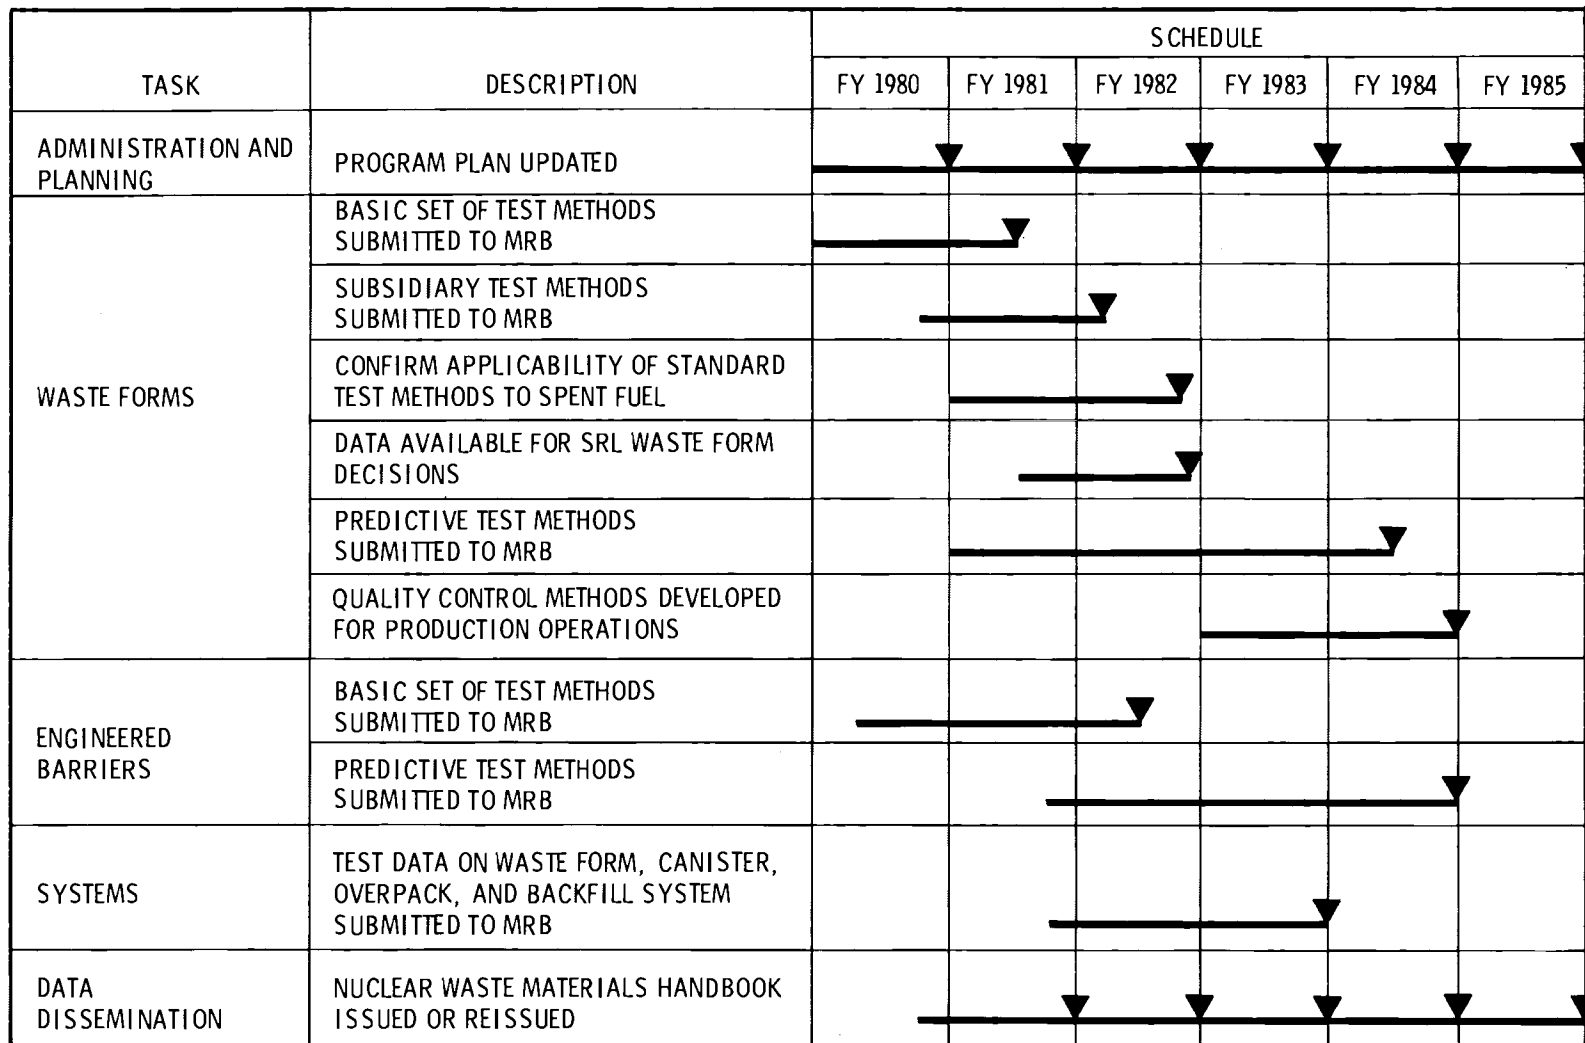 SCHEDULE
TASK
DESCRIPTION
FY 1980
FY 1981
FY 1982
FY 1983
FY 1984
FY 1985
ADMINISTRATION AND
PLANNING
PROGRAM PLAN UPDATED
WASTE FORMS
BASIC SET OF TEST METHODS
SUBMITTED TO MRB
SUBSIDIARY TEST METHODS
SUBMITTED TO MRB
CONFIRM APPLICABILITY OF STANDARD
TEST METHODS TO SPENT FUEL
DATA AVAILABLE FOR SRL WASTE FORM
DECISIONS
PREDICTIVE TEST METHODS
SUBMITTED TO MRB
QUALITY CONTROL METHODS DEVELOPED
FOR PRODUCTION OPERATIONS
ENGINEERED
BARRIERS
BASIC SET OF TEST METHODS
SUBMITTED TO MRB
PREDICTIVE TEST METHODS
SUBMITTED TO MRB
SYSTEMS
TEST DATA ON WASTE FORM, CANISTER,
OVERPACK, AND BACKFILL SYSTEM
SUBMITTED TO MRB
DATA
DISSEMINATION
NUCLEAR WASTE MATERIALS HANDBOOK
ISSUED OR REISSUED